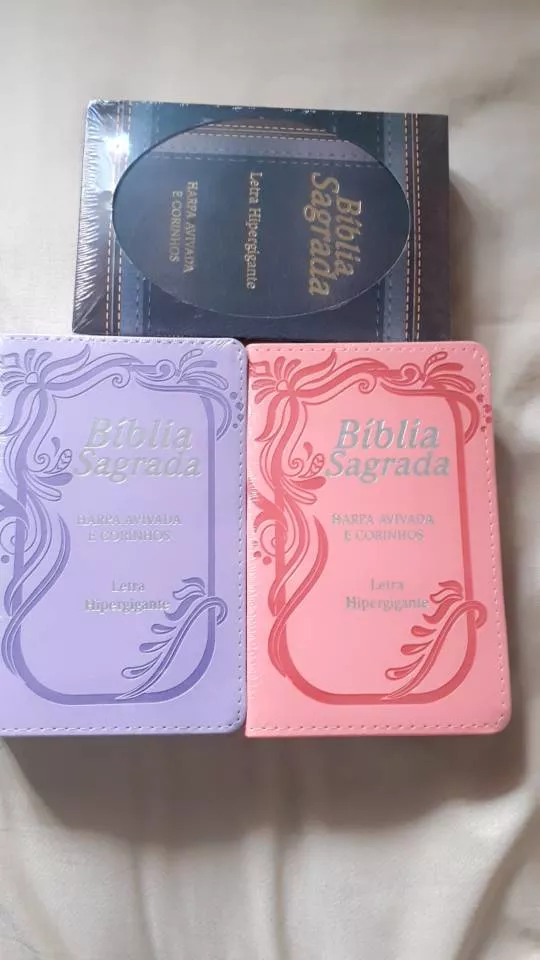 Bíblia
Sagrada
Letra Hipergigante
HARPA AVIVADA
E CORINHOS
Bíblia
Sagrada
HARPA AVIVADA
E CORINHOS
Letra
Hipergigante
Bíblia
Sagrada
HARPA AVIVADA
E CORINHOS
Letra
Hipergigante